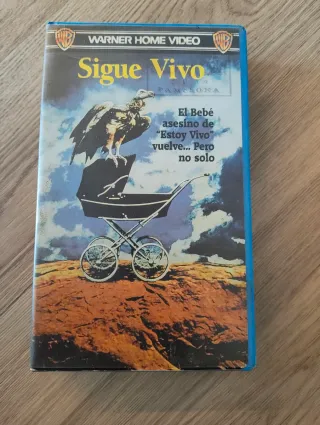 WARNER HOME VIDEO
Sigue Vivo
El Bebé
asesino de
"Estoy Vivo"
vuelve... Pero
no solo